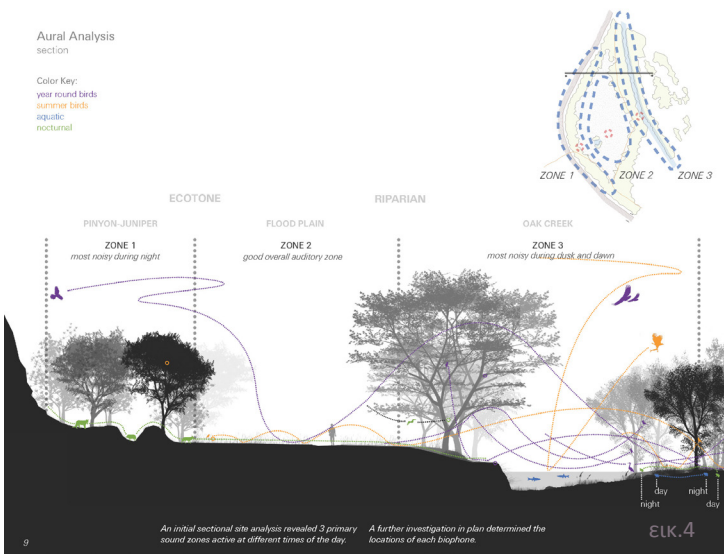 Aural Analysis
section
Color Key:
year round birds
summer birds
aquatic
nocturnal
ZONE 1
ZONE 2
ZONE 3
ECOTONE
RIPARIAN
PINYON-JUNIPER
FLOOD PLAIN
OAK CREEK
ZONE 1
most noisy during night
ZONE 2
good overall auditory zone
ZONE 3
most noisy during dusk and dawn
day
night
night
day
An initial sectional site analysis revealed 3 primary
sound zones active at different times of the day.
A further investigation in plan determined the
locations of each biophone.
εικ.4
9